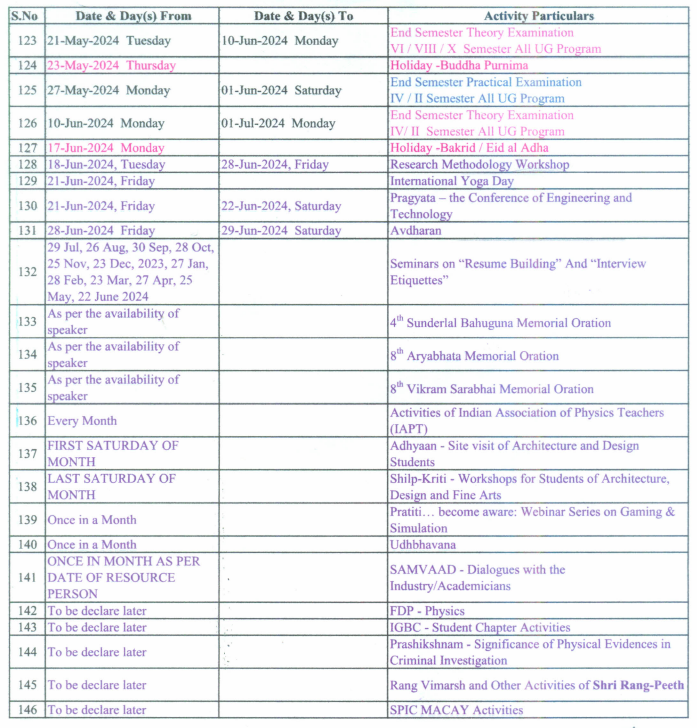 S.No Date & Day(s) From Date & Day(s) To Activity Particulars
123 21-May-2024 Tuesday 10-Jun-2024 Monday End Semester Theory Examination
VI / VIII / X Semester All UG Program
124 23-May-2024 Thursday Holiday -Buddha Purnima
125 27-May-2024 Monday 01-Jun-2024 Saturday End Semester Practical Examination
IV / II Semester All UG Program
126 10-Jun-2024 Monday 01-Jul-2024 Monday End Semester Theory Examination
IV/ II Semester All UG Program
127 17-Jun-2024 Monday Holiday -Bakrid / Eid al Adha
128 18-Jun-2024, Tuesday 28-Jun-2024, Friday Research Methodology Workshop
129 21-Jun-2024, Friday International Yoga Day
130 21-Jun-2024, Friday 22-Jun-2024, Saturday Pragyata – the Conference of Engineering and
Technology
131 28-Jun-2024 Friday 29-Jun-2024 Saturday Avdharan
132 29 Jul, 26 Aug, 30 Sep, 28 Oct,
25 Nov, 23 Dec, 2023, 27 Jan,
28 Feb, 23 Mar, 27 Apr, 25
May, 22 June 2024
Seminars on “Resume Building” And “Interview
Etiquettes”
133 As per the availability of
speaker
4th Sunderlal Bahuguna Memorial Oration
134 As per the availability of
speaker
8th Aryabhata Memorial Oration
135 As per the availability of
speaker
8th Vikram Sarabhai Memorial Oration
136 Every Month Activities of Indian Association of Physics Teachers
(IAPT)
137 FIRST SATURDAY OF
MONTH
Adhyaan - Site visit of Architecture and Design
Students
138 LAST SATURDAY OF
MONTH
Shilp-Kriti - Workshops for Students of Architecture,
Design and Fine Arts
139 Once in a Month Pratiti… become aware: Webinar Series on Gaming &
Simulation
140 Once in a Month Udhbhavana
141 ONCE IN MONTH AS PER
DATE OF RESOURCE
PERSON
SAMVAAD - Dialogues with the
Industry/Academicians
142 To be declare later FDP - Physics
143 To be declare later IGBC - Student Chapter Activities
144 To be declare later Prashikshnam - Significance of Physical Evidences in
Criminal Investigation
145 To be declare later Rang Vimarsh and Other Activities of Shri Rang-Peeth
146 To be declare later SPIC MACAY Activities